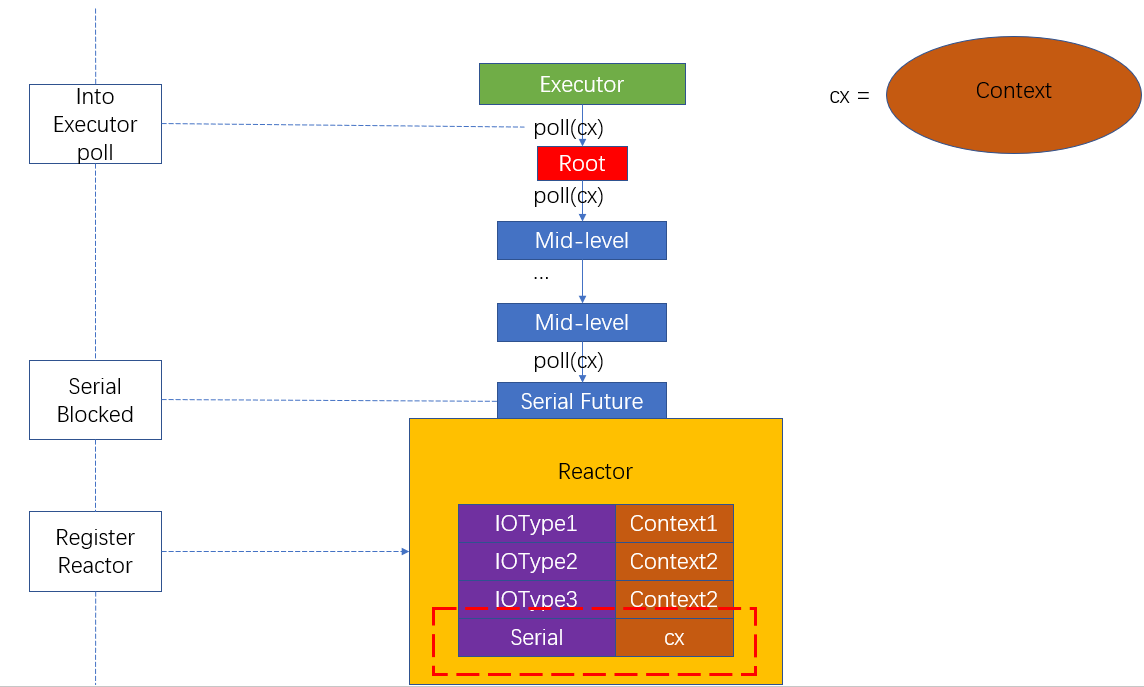 Into
Executor
poll
Executor
cx =
Context
poll(cx)
Root
poll(cx)
Mid-level
...
Mid-level
poll(cx)
Serial
Blocked
Serial Future
Reactor
Register
Reactor
IOType1 Context1
IOType2 Context2
IOType3 Context2
Serial cx